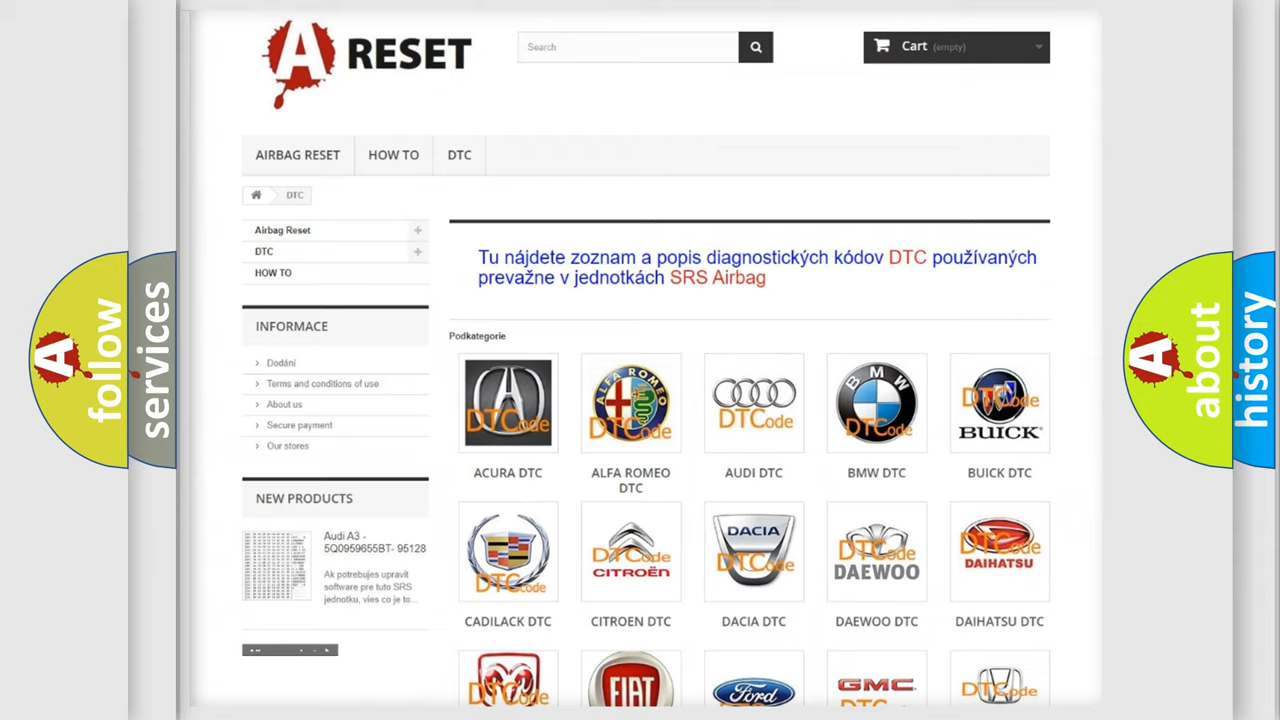 A RESET
Search
Cart (empty)
AIRBAG RESET
HOW TO
DTC
DTC
Airbag Reset
DTC
HOW TO
Tu nájdete zoznam a popis diagnostických kódov DTC používaných
prevažne v jednotkách SRS Airbag
INFORMACE
Dodání
Terms and conditions of use
About us
Secure payment
Our stores
NEW PRODUCTS
Audi A3 -
5Q0959655BT- 95128
Ak potrebujes upravit
software pre tuto SRS
jednotku, vies co je to...
Podkategorie
DTCode
ALFA ROMEO
DTCode
DTCode
BMW
DTCode
DTCode
BUICK
ACURA DTC
ALFA ROMEO
DTC
AUDI DTC
BMW DTC
BUICK DTC
DTCode
DTCode
CITROËN
DACIA
DTCode
DTCode
DAEWOO
DTCode
DAIHATSU
CADILACK DTC
CITROEN DTC
DACIA DTC
DAEWOO DTC
DAIHATSU DTC
DTCode
FIAT
Ford
GMC
DTCode
A follow
services
A about
history